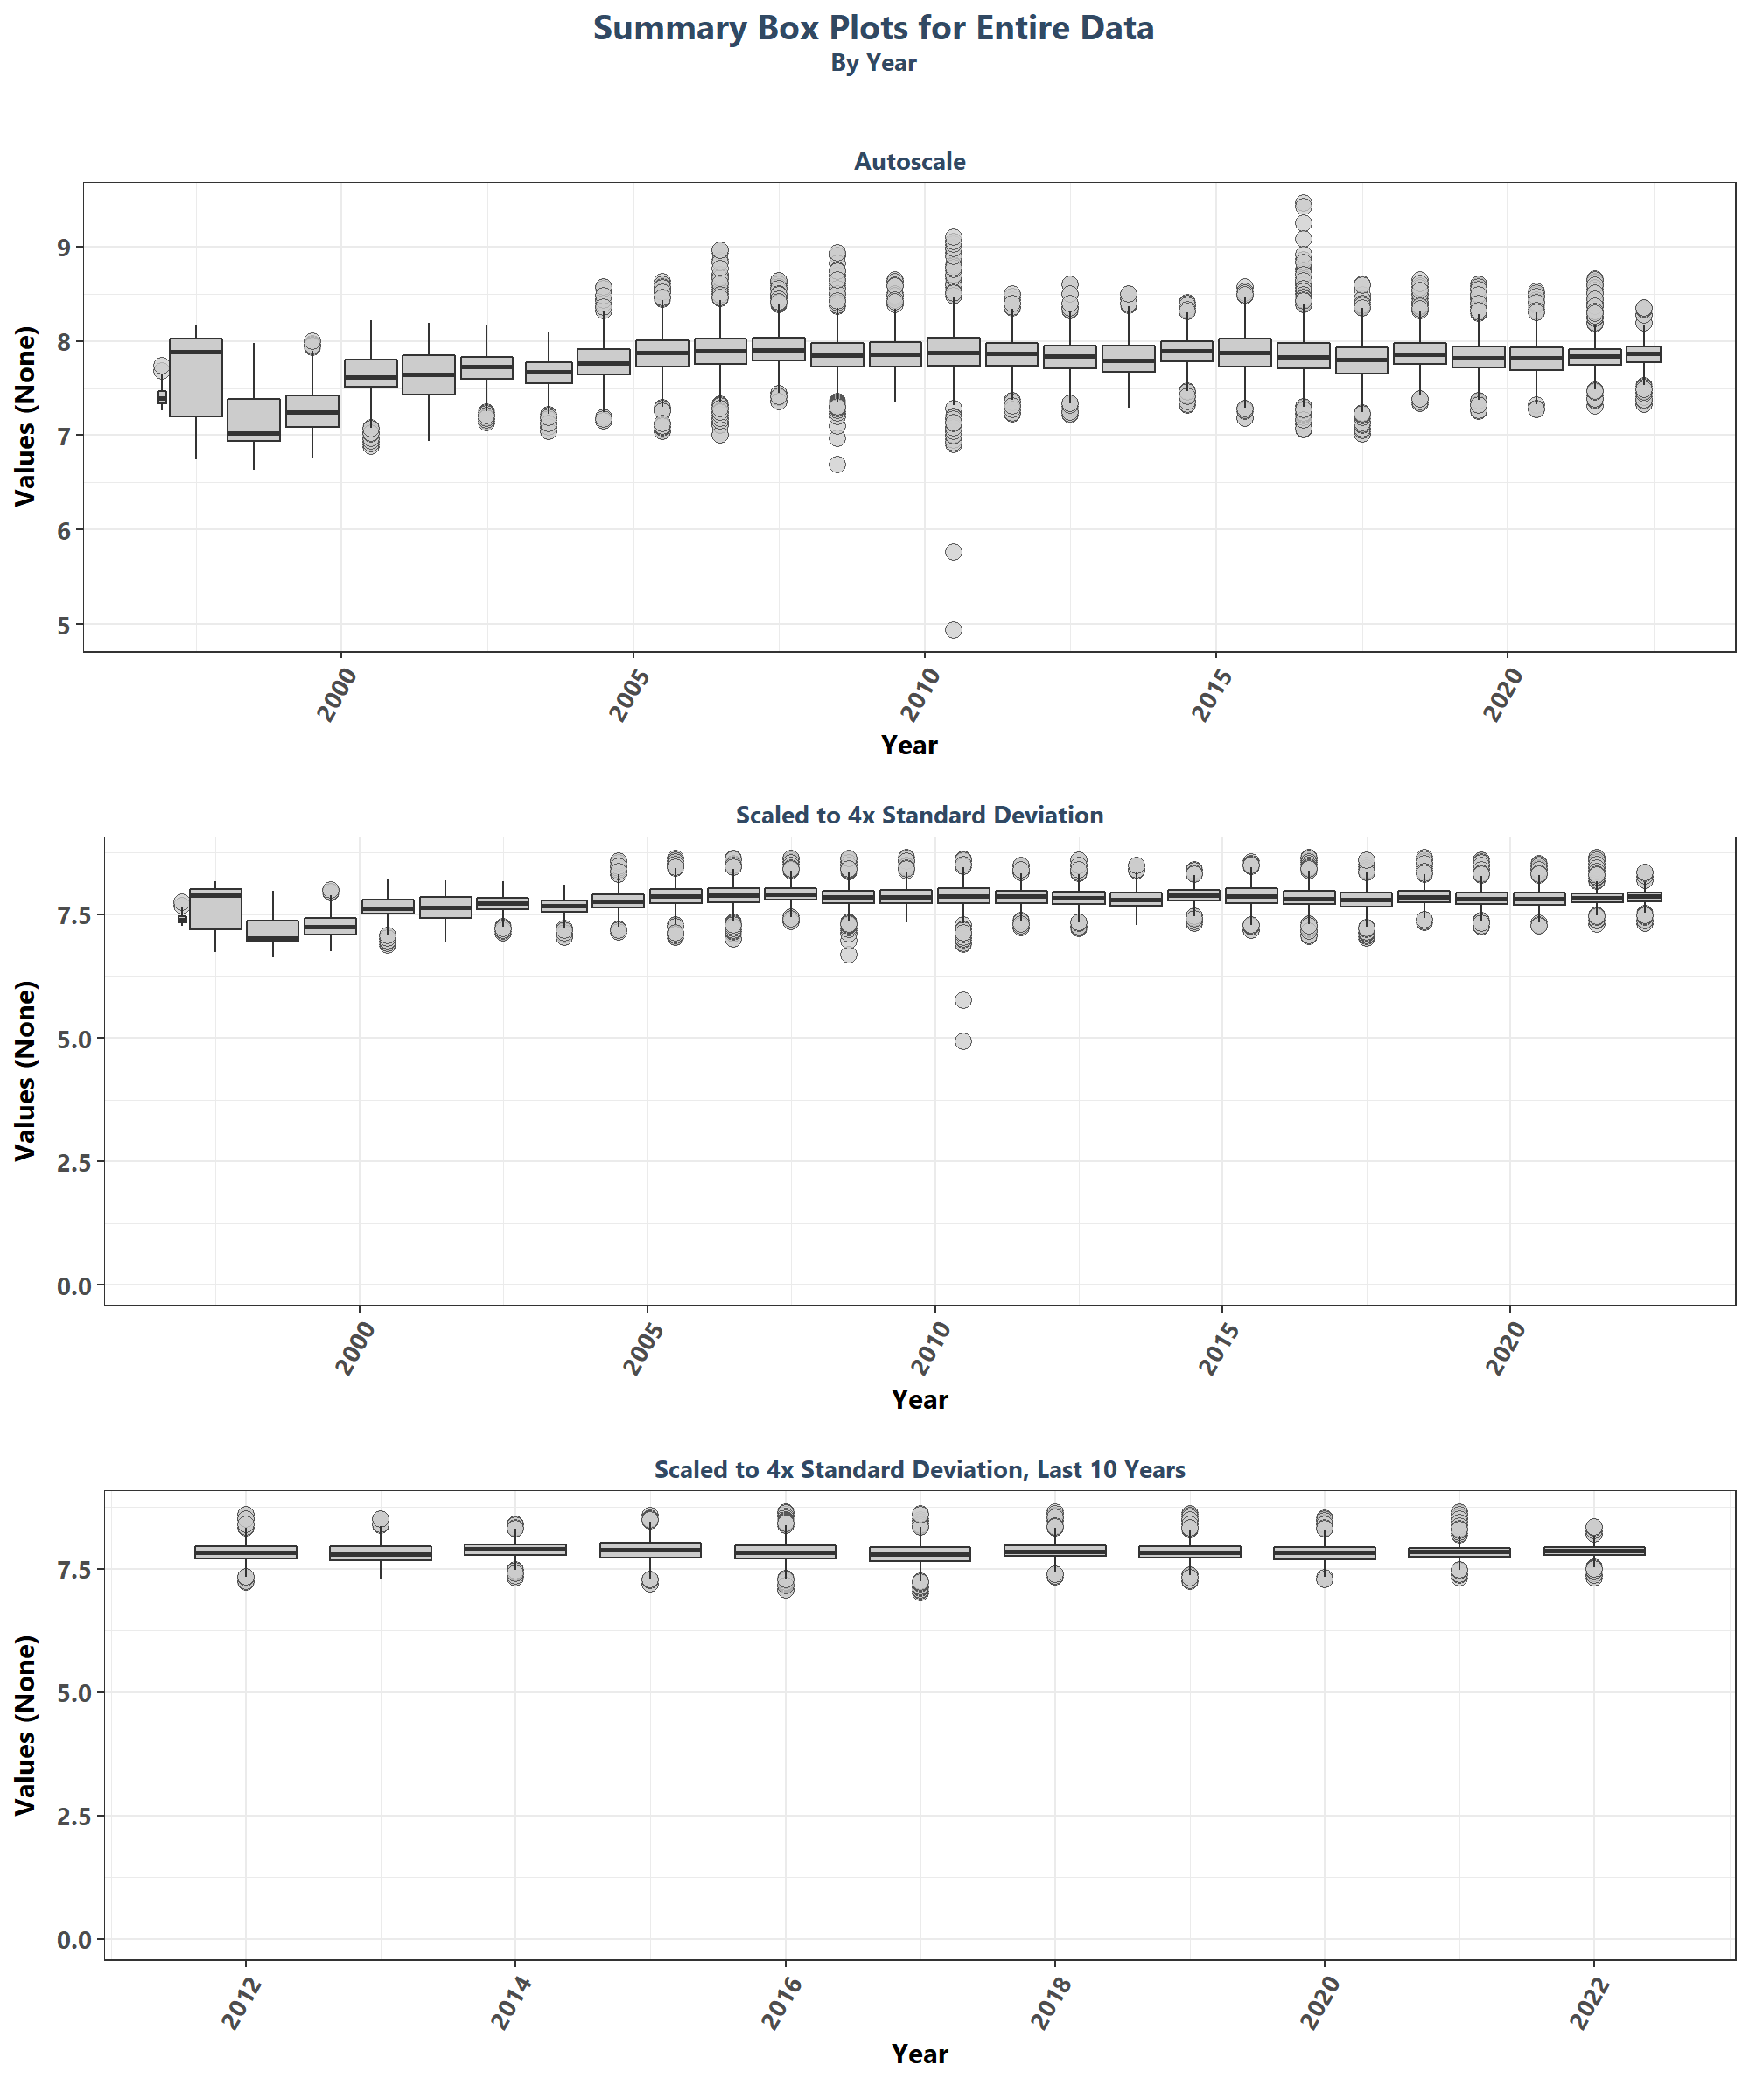 Summary Box Plots for Entire Data
By Year
Autoscale
Values (None)
9
8
7
6
5
2000
2005
2010
2015
2020
Year
Scaled to 4x Standard Deviation
Values (None)
7.5
5.0
2.5
0.0
2000
2005
2010
2015
2020
Year
Scaled to 4x Standard Deviation, Last 10 Years
Values (None)
7.5
5.0
2.5
0.0
2012
2014
2016
2018
2020
2022
Year